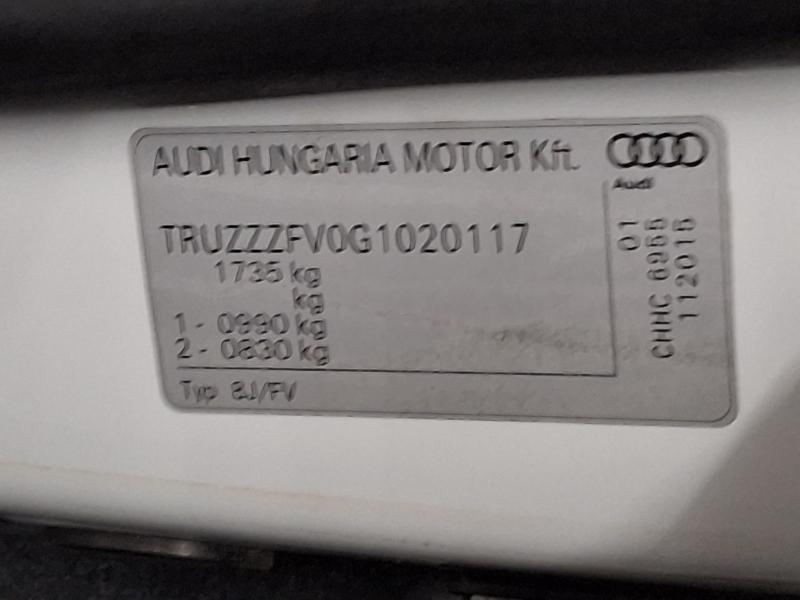 AUDI HUNGARIA MOTOR Kft.
Audi
TRUZZZFV0G1020117
1735 kg
kg
1 - 0990 kg
2 - 0830 kg
Typ 8J/FV
01
CHHC 6955
112015